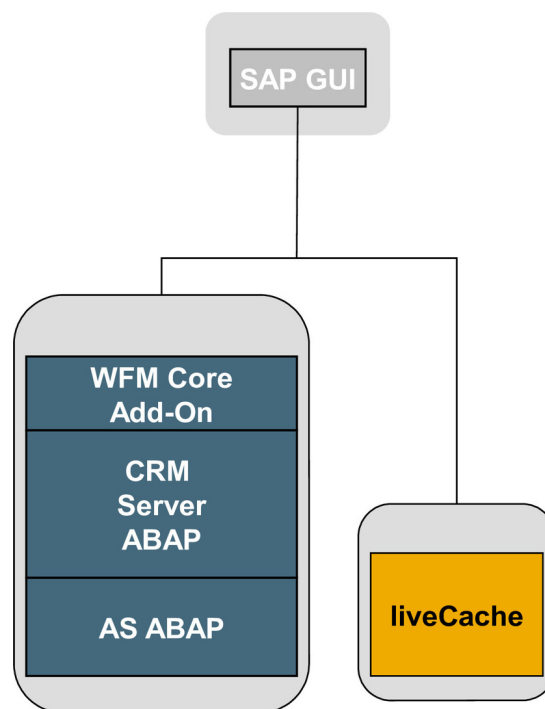 SAP GUI
WFM Core
Add-On
CRM
Server
ABAP
AS ABAP
liveCache